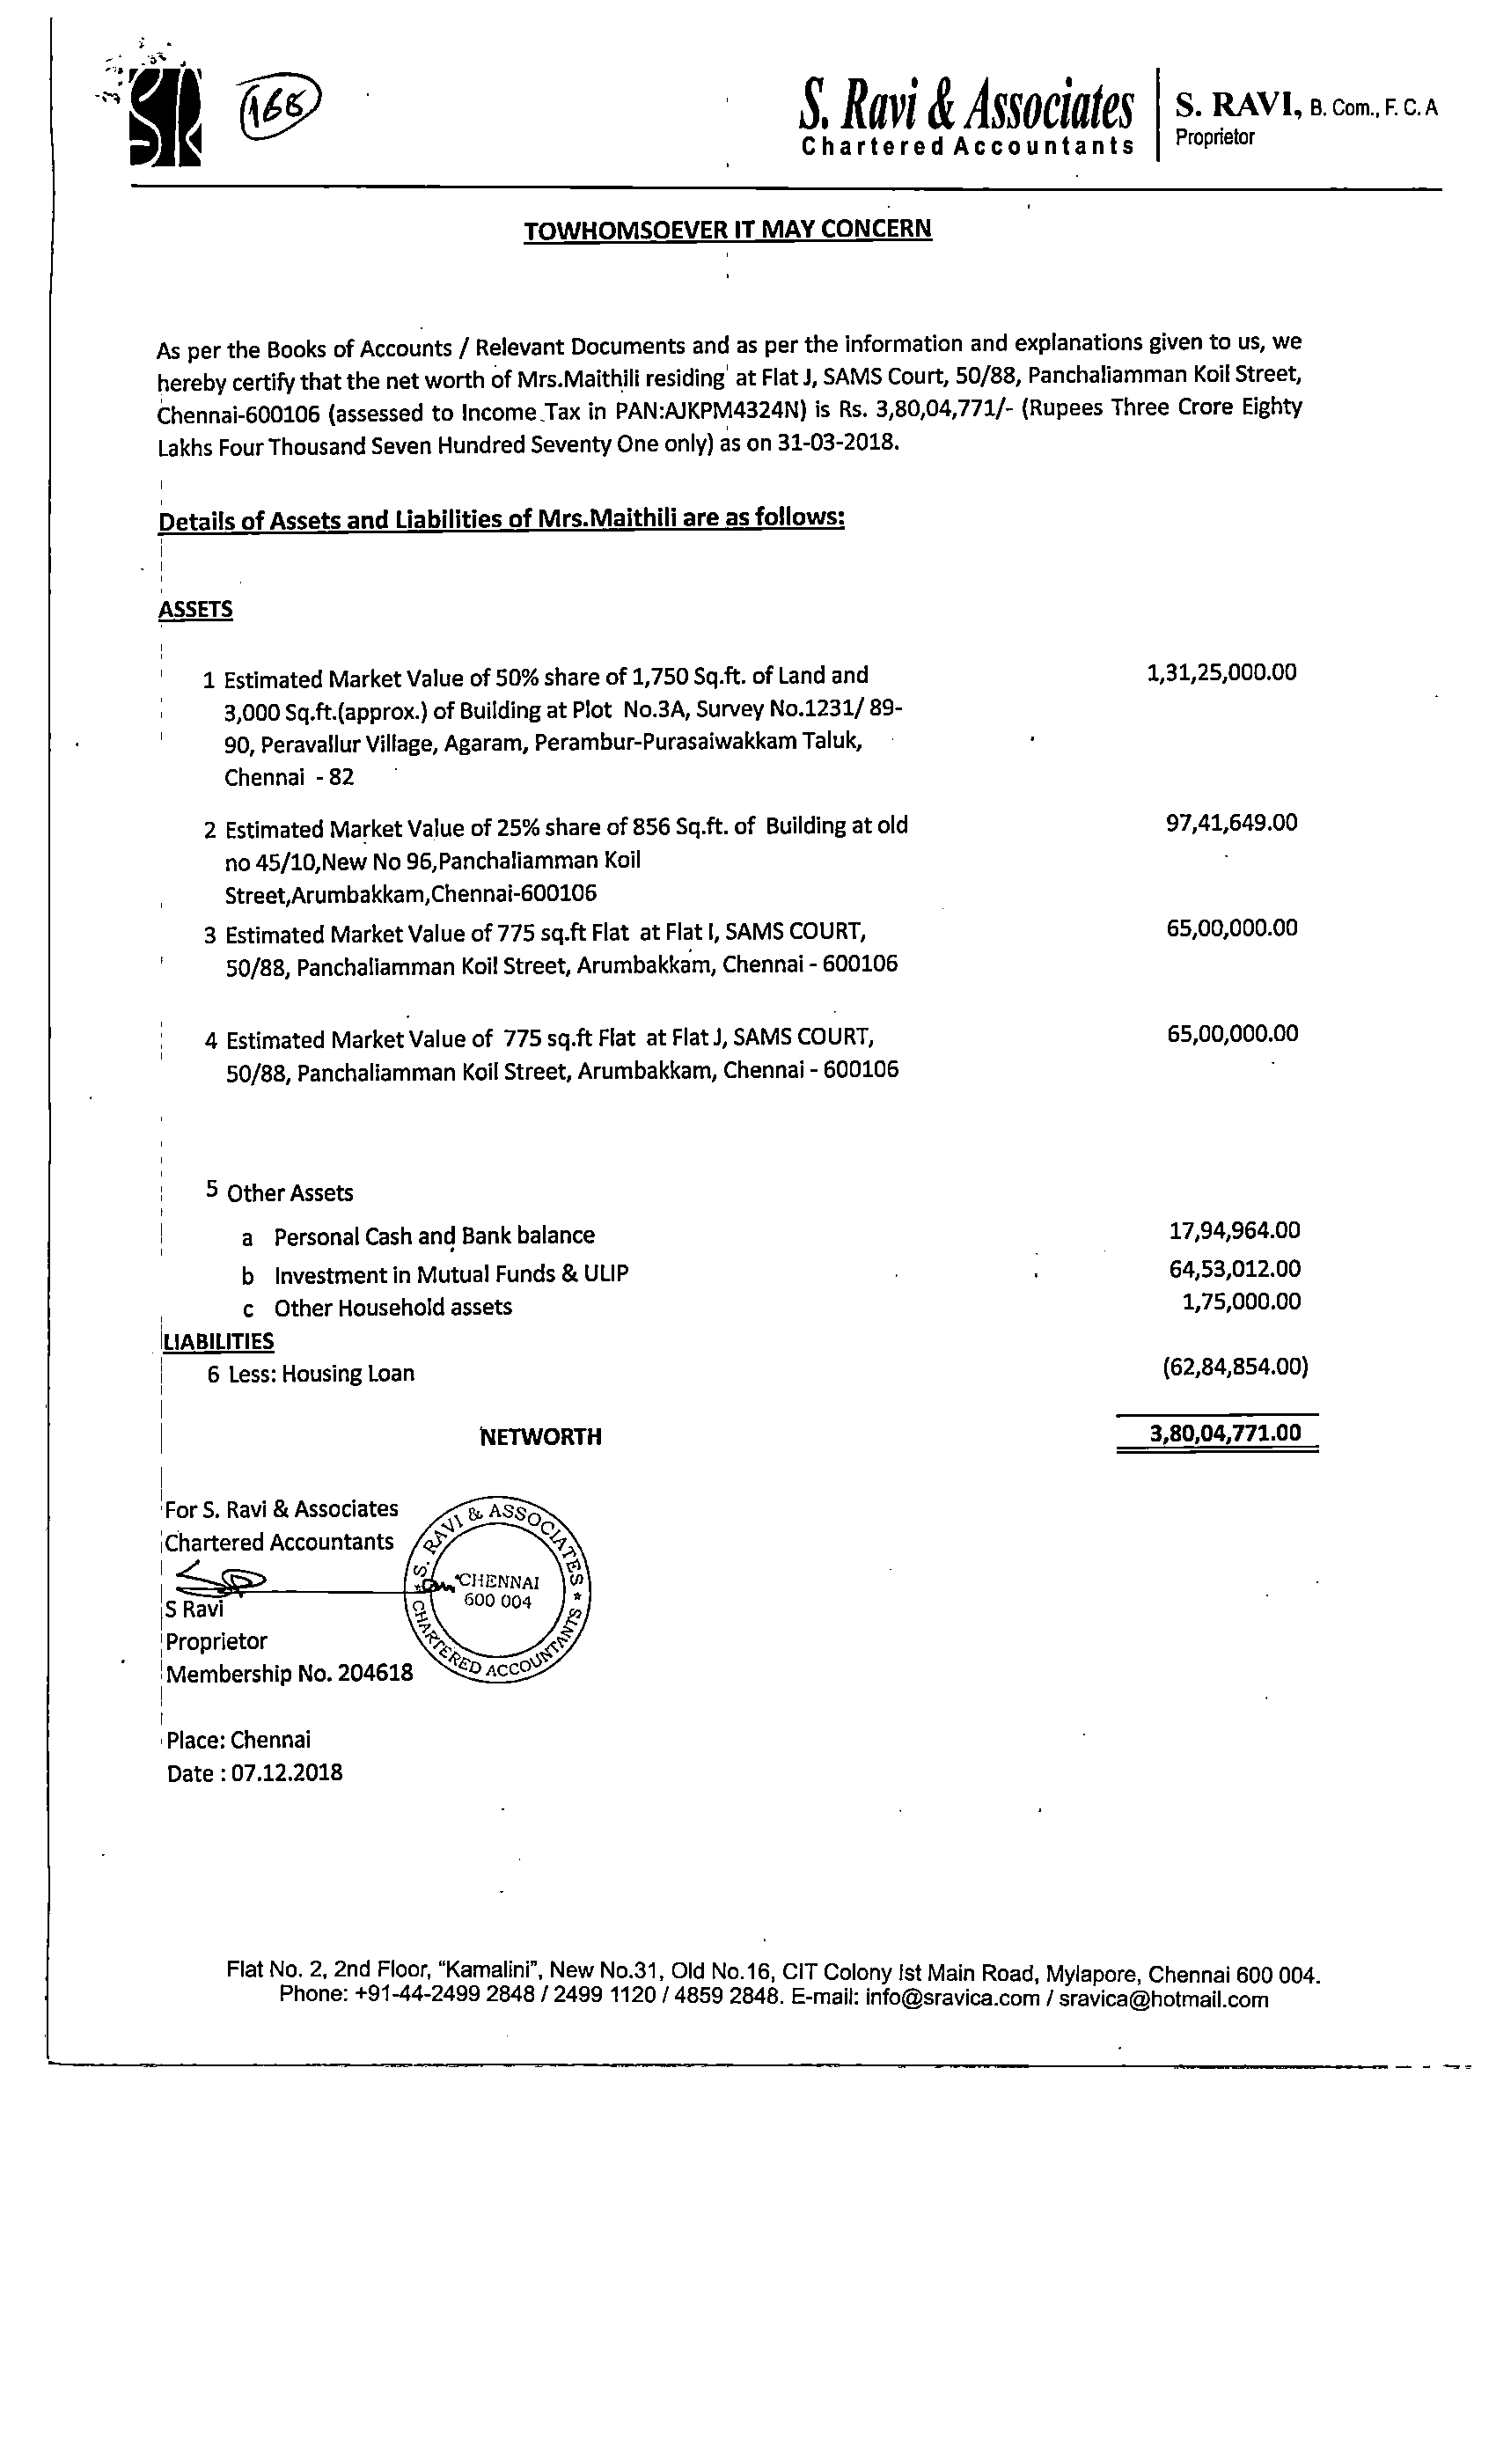 SR
168
S. Ravi & Associates
Chartered Accountants
S. RAVI, B. Com., F. C. A
Proprietor
TOWHOMSOEVER IT MAY CONCERN
As per the Books of Accounts / Relevant Documents and as per the information and explanations given to us, we
hereby certify that the net worth of Mrs.Maithili residing at Flat J, SAMS Court, 50/88, Panchaliamman Koil Street,
Chennai-600106 (assessed to Income Tax in PAN:AJKPM4324N) is Rs. 3,80,04,771/- (Rupees Three Crore Eighty
Lakhs Four Thousand Seven Hundred Seventy One only) as on 31-03-2018.
Details of Assets and Liabilities of Mrs.Maithili are as follows:
ASSETS
1 Estimated Market Value of 50% share of 1,750 Sq.ft. of Land and 1,31,25,000.00
3,000 Sq.ft.(approx.) of Building at Plot No.3A, Survey No.1231/ 89-
90, Peravallur Village, Agaram, Perambur-Purasaiwakkam Taluk,
Chennai - 82
2 Estimated Market Value of 25% share of 856 Sq.ft. of Building at old 97,41,649.00
no 45/10,New No 96,Panchaliamman Koil
Street,Arumbakkam,Chennai-600106
3 Estimated Market Value of 775 sq.ft Flat at Flat I, SAMS COURT, 65,00,000.00
50/88, Panchaliamman Koil Street, Arumbakkam, Chennai - 600106
4 Estimated Market Value of 775 sq.ft Flat at Flat J, SAMS COURT, 65,00,000.00
50/88, Panchaliamman Koil Street, Arumbakkam, Chennai - 600106
5 Other Assets
a Personal Cash and Bank balance 17,94,964.00
b Investment in Mutual Funds & ULIP 64,53,012.00
c Other Household assets 1,75,000.00
LIABILITIES
6 Less: Housing Loan (62,84,854.00)
NETWORTH 3,80,04,771.00
For S. Ravi & Associates
Chartered Accountants
S. RAVI & ASSOCIATES
CHENNAI
600 004
CHARTERED ACCOUNTANTS
S Ravi
Proprietor
Membership No. 204618
Place: Chennai
Date : 07.12.2018
Flat No. 2, 2nd Floor, “Kamalini”, New No.31, Old No.16, CIT Colony Ist Main Road, Mylapore, Chennai 600 004.
Phone: +91-44-2499 2848 / 2499 1120 / 4859 2848. E-mail: info@sravica.com / sravica@hotmail.com